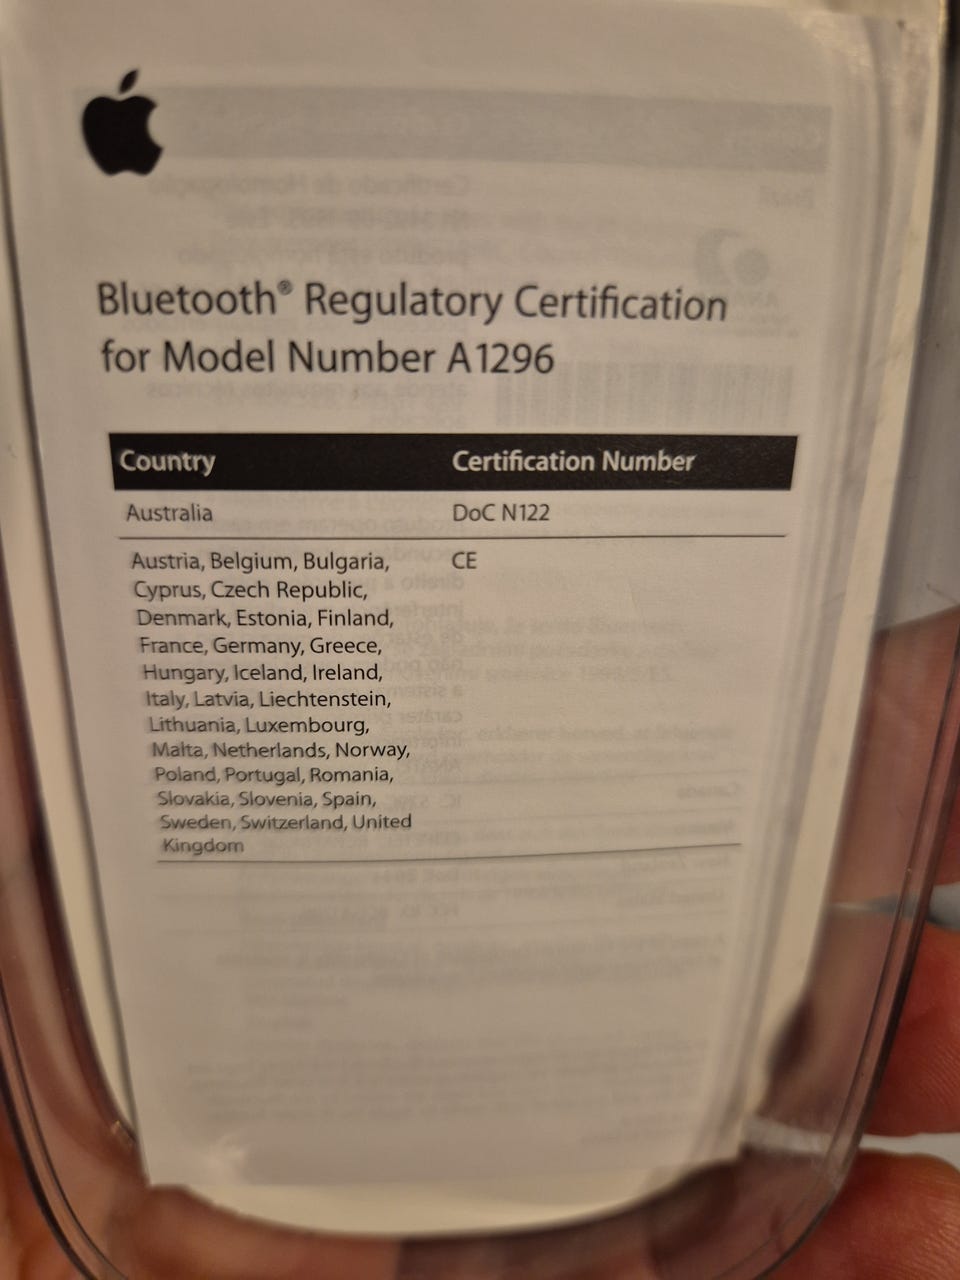 Bluetooth® Regulatory Certification
for Model Number A1296
Country Certification Number
Australia DoC N122
Austria, Belgium, Bulgaria, CE
Cyprus, Czech Republic,
Denmark, Estonia, Finland,
France, Germany, Greece,
Hungary, Iceland, Ireland,
Italy, Latvia, Liechtenstein,
Lithuania, Luxembourg,
Malta, Netherlands, Norway,
Poland, Portugal, Romania,
Slovakia, Slovenia, Spain,
Sweden, Switzerland, United
Kingdom